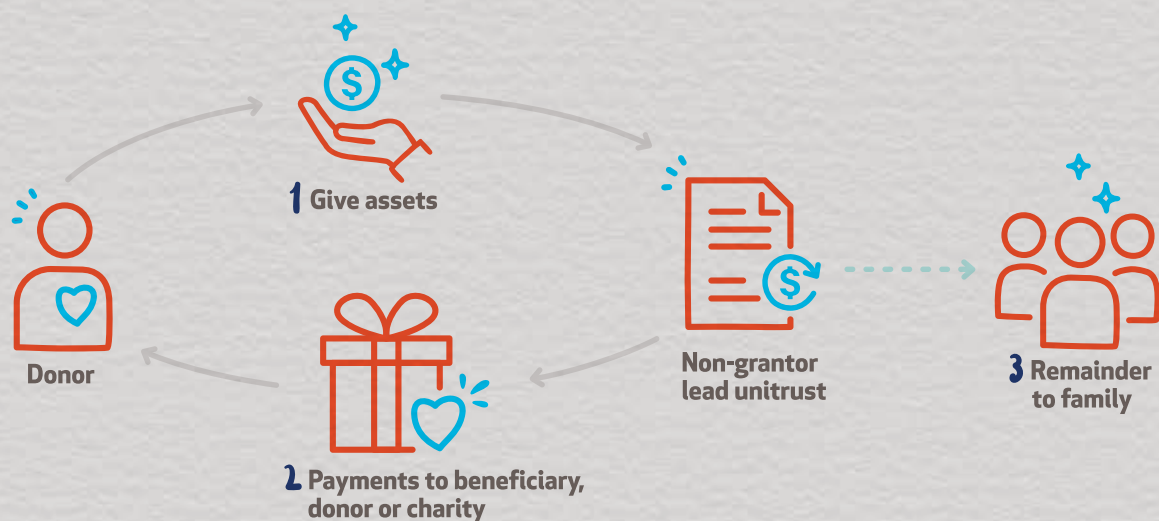 1 Give assets
Donor
Non-grantor
lead unitrust
3 Remainder
to family
2 Payments to beneficiary,
donor or charity